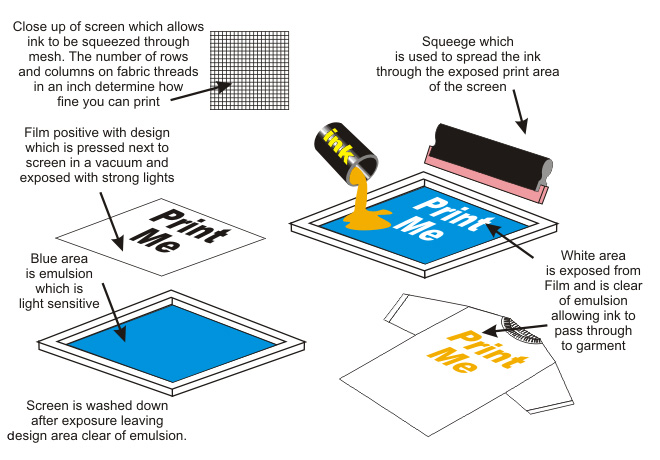 Close up of screen which allows
ink to be squeezed through
mesh. The number of rows
and columns on fabric threads
in an inch determine how
fine you can print
Squeege which
is used to spread the ink
through the exposed print area
of the screen
Film positive with design
which is pressed next to
screen in a vacuum and
exposed with strong lights
ink
Print
Me
Print
Me
Blue area
is emulsion
which is
light sensitive
White area
is exposed from
Film and is clear
of emulsion
allowing ink to
pass through
to garment
Print
Me
Screen is washed down
after exposure leaving
design area clear of emulsion.